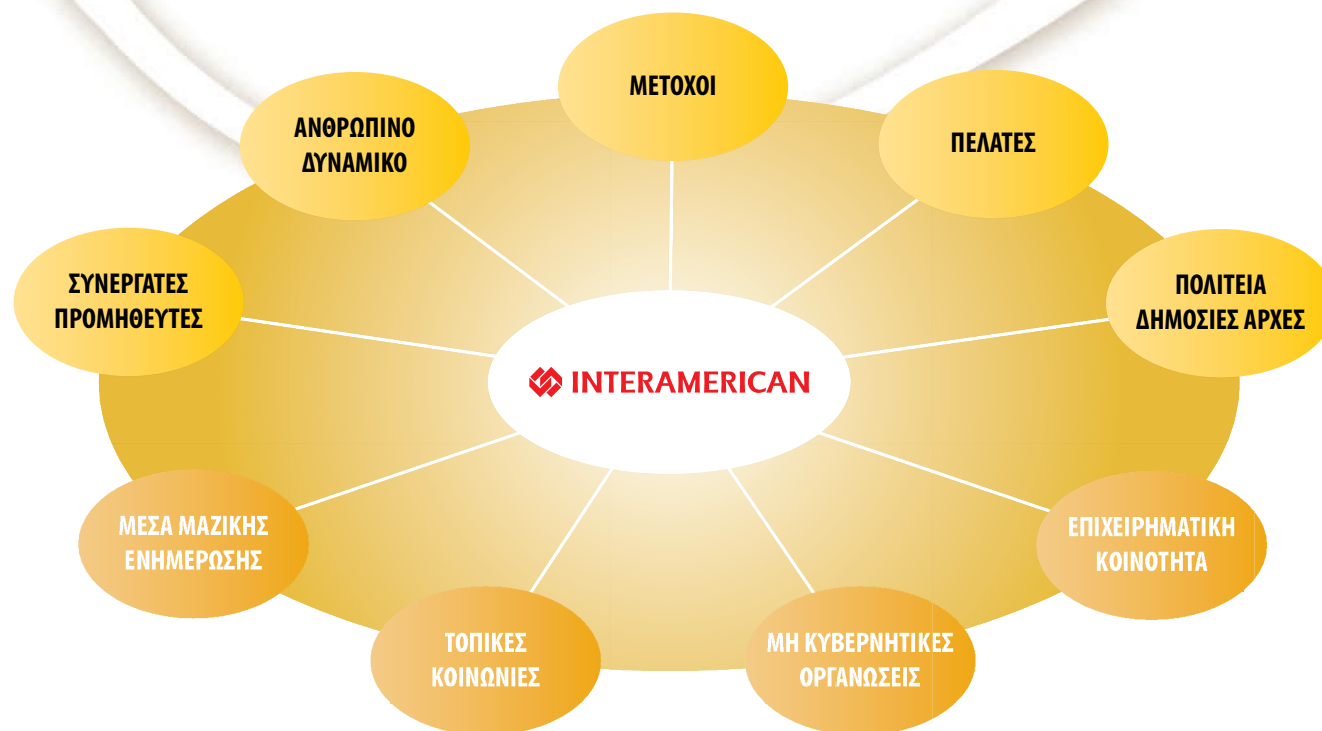 ΜΕΤΟΧΟΙ
ΑΝΘΡΩΠΙΝΟ
ΔΥΝΑΜΙΚΟ
ΠΕΛΑΤΕΣ
ΣΥΝΕΡΓΑΤΕΣ
ΠΡΟΜΗΘΕΥΤΕΣ
ΠΟΛΙΤΕΙΑ
ΔΗΜΟΣΙΕΣ ΑΡΧΕΣ
INTERAMERICAN
ΜΕΣΑ ΜΑΖΙΚΗΣ
ΕΝΗΜΕΡΩΣΗΣ
ΕΠΙΧΕΙΡΗΜΑΤΙΚΗ
ΚΟΙΝΟΤΗΤΑ
ΤΟΠΙΚΕΣ
ΚΟΙΝΩΝΙΕΣ
ΜΗ ΚΥΒΕΡΝΗΤΙΚΕΣ
ΟΡΓΑΝΩΣΕΙΣ